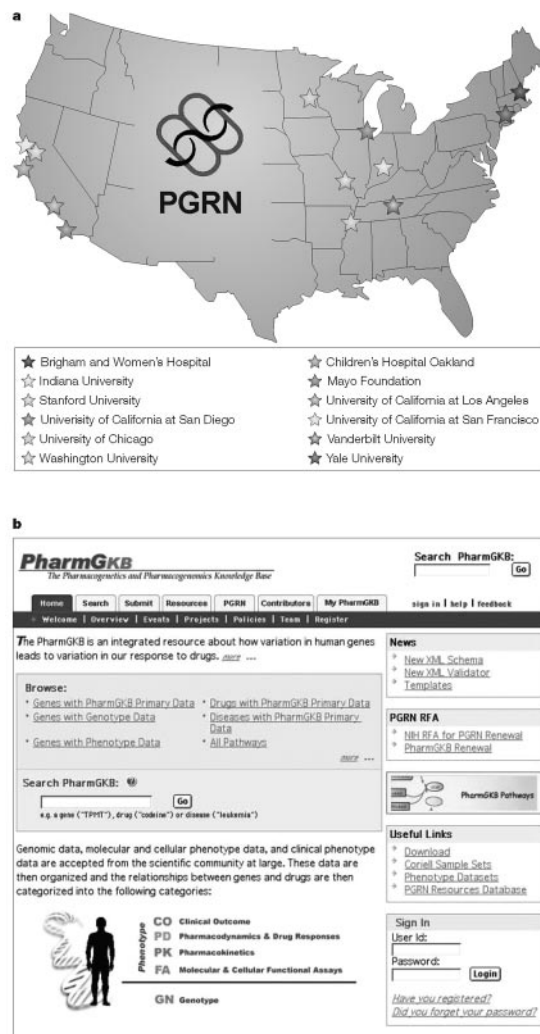 a
PGRN
Brigham and Women's Hospital
Indiana University
Stanford University
Univerisity of California at San Diego
University of Chicago
Washington University
Children's Hospital Oakland
Mayo Foundation
University of California at Los Angeles
University of California at San Francisco
Vanderbilt University
Yale University
b
PharmGKB
The Pharmacogenetics and Pharmacogenomics Knowledge Base
Search PharmGKB:
Go
Home Search Submit Resources PGRN Contributors My PharmGKB
sign in | help | feedback
Welcome | Overview | Events | Projects | Policies | Team | Register
The PharmGKB is an integrated resource about how variation in human genes
leads to variation in our response to drugs. more ...
Browse:
Genes with PharmGKB Primary Data
Genes with Genotype Data
Genes with Phenotype Data
Drugs with PharmGKB Primary Data
Diseases with PharmGKB Primary
Data
All Pathways
more ...
Search PharmGKB:
Go
e.g. a gene ("TPMT"), drug ("codeine") or disease ("leukemia")
Genomic data, molecular and cellular phenotype data, and clinical phenotype
data are accepted from the scientific community at large. These data are
then organized and the relationships between genes and drugs are then
categorized into the following categories:
Phenotype
CO Clinical Outcome
PD Pharmacodynamics & Drug Responses
PK Pharmacokinetics
FA Molecular & Cellular Functional Assays
GN Genotype
News
New XML Schema
New XML Validator
Templates
PGRN RFA
NIH RFA for PGRN Renewal
PharmGKB Renewal
PharmGKB Pathways
Useful Links
Download
Coriell Sample Sets
Phenotype Datasets
PGRN Resources Database
Sign In
User Id:
Password:
Login
Have you registered?
Did you forget your password?